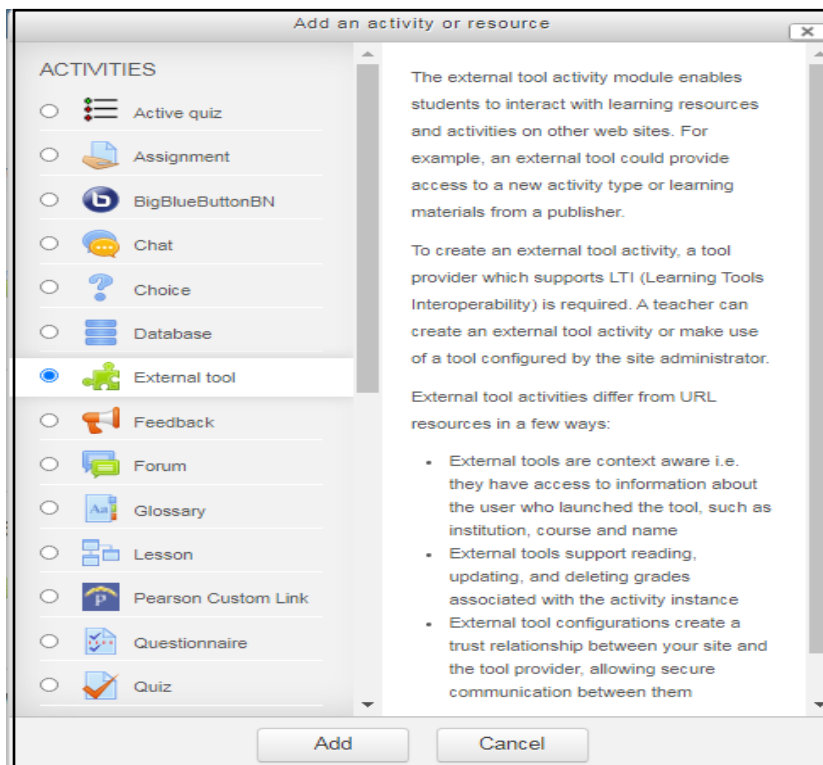 Add an activity or resource
ACTIVITIES
Active quiz
Assignment
BigBlueButtonBN
Chat
Choice
Database
External tool
Feedback
Forum
Glossary
Lesson
Pearson Custom Link
Questionnaire
Quiz
The external tool activity module enables
students to interact with learning resources
and activities on other web sites. For
example, an external tool could provide
access to a new activity type or learning
materials from a publisher.
To create an external tool activity, a tool
provider which supports LTI (Learning Tools
Interoperability) is required. A teacher can
create an external tool activity or make use
of a tool configured by the site administrator.
External tool activities differ from URL
resources in a few ways:
• External tools are context aware i.e.
they have access to information about
the user who launched the tool, such as
institution, course and name
• External tools support reading,
updating, and deleting grades
associated with the activity instance
• External tool configurations create a
trust relationship between your site and
the tool provider, allowing secure
communication between them
Add
Cancel